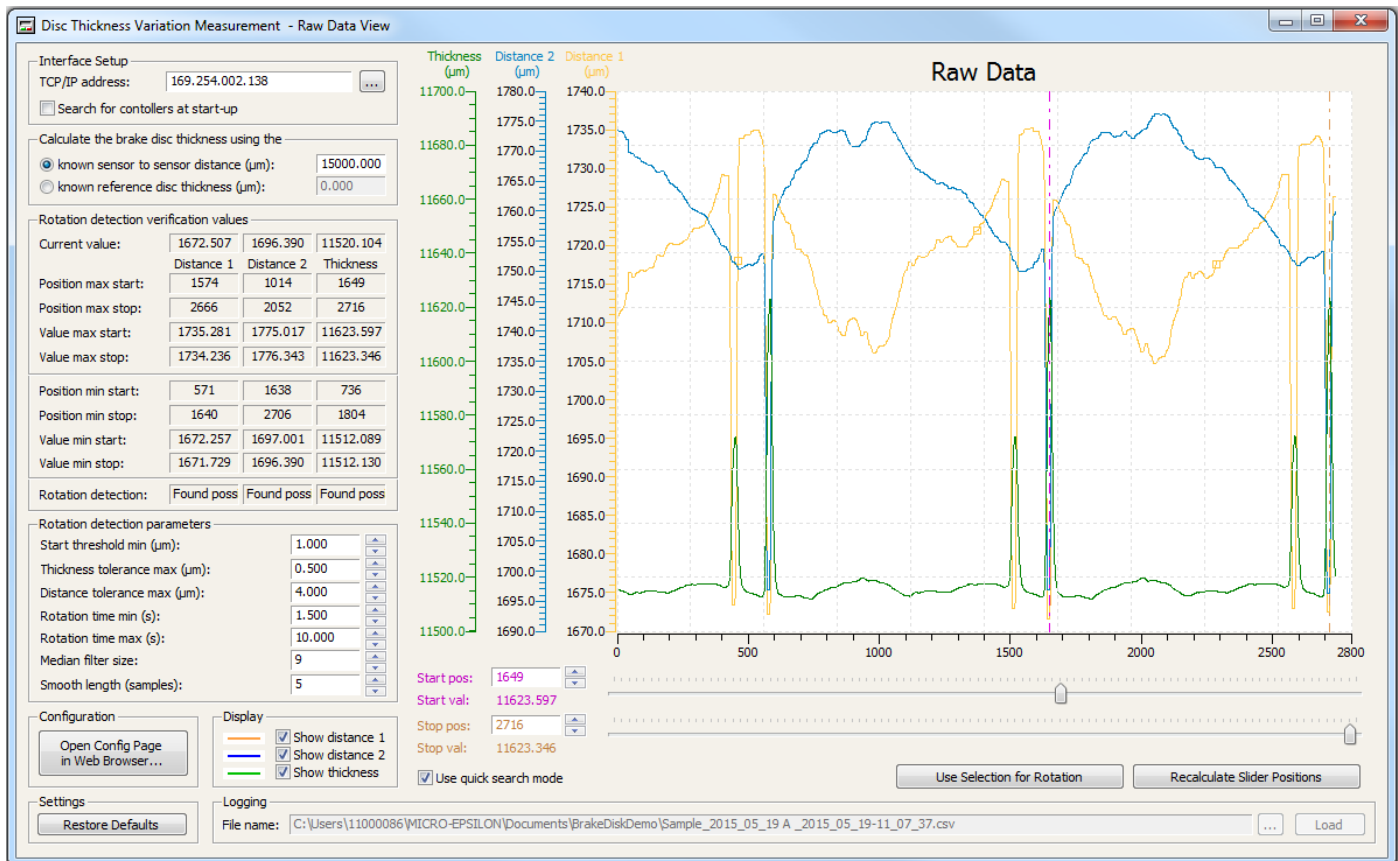 Disc Thickness Variation Measurement - Raw Data View
Interface Setup
TCP/IP address: 169.254.002.138 ...
Search for contollers at start-up
Calculate the brake disc thickness using the
known sensor to sensor distance (µm): 15000.000
known reference disc thickness (µm): 0.000
Rotation detection verification values
Current value: 1672.507 1696.390 11520.104
Distance 1 Distance 2 Thickness
Position max start: 1574 1014 1649
Position max stop: 2666 2052 2716
Value max start: 1735.281 1775.017 11623.597
Value max stop: 1734.236 1776.343 11623.346
Position min start: 571 1638 736
Position min stop: 1640 2706 1804
Value min start: 1672.257 1697.001 11512.089
Value min stop: 1671.729 1696.390 11512.130
Rotation detection: Found poss Found poss Found poss
Rotation detection parameters
Start threshold min (µm): 1.000
Thickness tolerance max (µm): 0.500
Distance tolerance max (µm): 4.000
Rotation time min (s): 1.500
Rotation time max (s): 10.000
Median filter size: 9
Smooth length (samples): 5
Configuration
Open Config Page
in Web Browser...
Display
Show distance 1
Show distance 2
Show thickness
Settings
Restore Defaults
Thickness
(µm)
11700.0
11680.0
11660.0
11640.0
11620.0
11600.0
11580.0
11560.0
11540.0
11520.0
11500.0
Distance 2
(µm)
1780.0
1775.0
1770.0
1765.0
1760.0
1755.0
1750.0
1745.0
1740.0
1735.0
1730.0
1725.0
1720.0
1715.0
1710.0
1705.0
1700.0
1695.0
1690.0
Distance 1
(µm)
1740.0
1735.0
1730.0
1725.0
1720.0
1715.0
1710.0
1705.0
1700.0
1695.0
1690.0
1685.0
1680.0
1675.0
1670.0
Raw Data
0 500 1000 1500 2000 2500 2800
Start pos: 1649
Start val: 11623.597
Stop pos: 2716
Stop val: 11623.346
Use quick search mode
Use Selection for Rotation
Recalculate Slider Positions
Logging
File name: C:\Users\11000086\MICRO-EPSILON\Documents\BrakeDiskDemo\Sample_2015_05_19 A _2015_05_19-11_07_37.csv ... Load